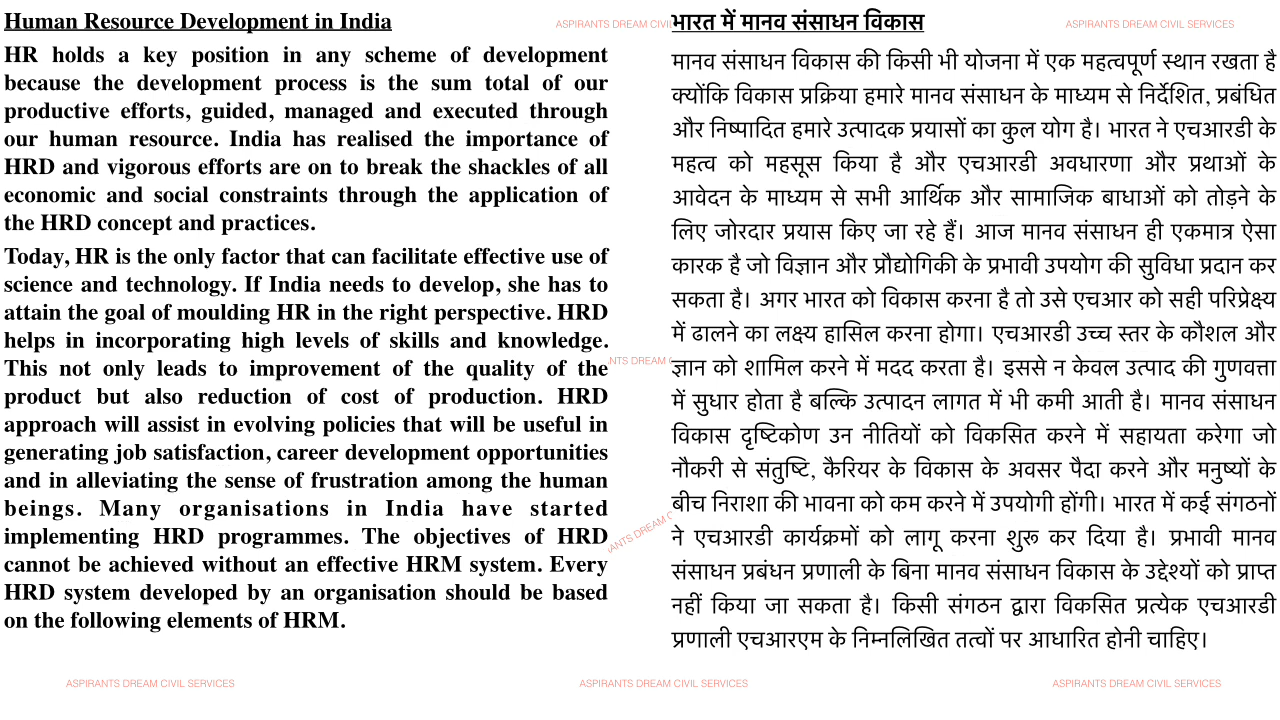 Human Resource Development in India
HR holds a key position in any scheme of development
because the development process is the sum total of our
productive efforts, guided, managed and executed through
our human resource. India has realised the importance of
HRD and vigorous efforts are on to break the shackles of all
economic and social constraints through the application of
the HRD concept and practices.
Today, HR is the only factor that can facilitate effective use of
science and technology. If India needs to develop, she has to
attain the goal of moulding HR in the right perspective. HRD
helps in incorporating high levels of skills and knowledge.
This not only leads to improvement of the quality of the
product but also reduction of cost of production. HRD
approach will assist in evolving policies that will be useful in
generating job satisfaction, career development opportunities
and in alleviating the sense of frustration among the human
beings. Many organisations in India have started
implementing HRD programmes. The objectives of HRD
cannot be achieved without an effective HRM system. Every
HRD system developed by an organisation should be based
on the following elements of HRM.
भारत में मानव संसाधन विकास
मानव संसाधन विकास की किसी भी योजना में एक महत्वपूर्ण स्थान रखता है
क्योंकि विकास प्रक्रिया हमारे मानव संसाधन के माध्यम से निर्देशित, प्रबंधित
और निष्पादित हमारे उत्पादक प्रयासों का कुल योग है। भारत ने एचआरडी के
महत्व को महसूस किया है और एचआरडी अवधारणा और प्रथाओं के
आवेदन के माध्यम से सभी आर्थिक और सामाजिक बाधाओं को तोड़ने के
लिए जोरदार प्रयास किए जा रहे हैं। आज मानव संसाधन ही एकमात्र ऐसा
कारक है जो विज्ञान और प्रौद्योगिकी के प्रभावी उपयोग की सुविधा प्रदान कर
सकता है। अगर भारत को विकास करना है तो उसे एचआर को सही परिप्रेक्ष्य
में ढालने का लक्ष्य हासिल करना होगा। एचआरडी उच्च स्तर के कौशल और
ज्ञान को शामिल करने में मदद करता है। इससे न केवल उत्पाद की गुणवत्ता
में सुधार होता है बल्कि उत्पादन लागत में भी कमी आती है। मानव संसाधन
विकास दृष्टिकोण उन नीतियों को विकसित करने में सहायता करेगा जो
नौकरी से संतुष्टि, कैरियर के विकास के अवसर पैदा करने और मनुष्यों के
बीच निराशा की भावना को कम करने में उपयोगी होंगी। भारत में कई संगठनों
ने एचआरडी कार्यक्रमों को लागू करना शुरू कर दिया है। प्रभावी मानव
संसाधन प्रबंधन प्रणाली के बिना मानव संसाधन विकास के उद्देश्यों को प्राप्त
नहीं किया जा सकता है। किसी संगठन द्वारा विकसित प्रत्येक एचआरडी
प्रणाली एचआरएम के निम्नलिखित तत्वों पर आधारित होनी चाहिए।
ASPIRANTS DREAM CIVIL
ASPIRANTS DREAM CIVIL SERVICES
ANTS DREAM
ANTS DREAM
ASPIRANTS DREAM CIVIL SERVICES
ASPIRANTS DREAM CIVIL SERVICES
ASPIRANTS DREAM CIVIL SERVICES